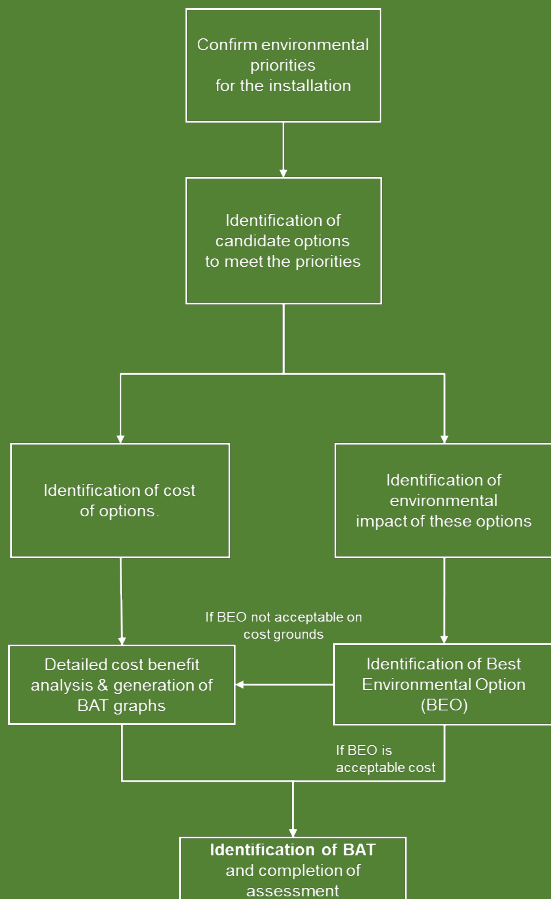 Confirm environmental
priorities
for the installation
Identification of
candidate options
to meet the priorities
Identification of cost
of options.
Identification of
environmental
impact of these options
If BEO not acceptable on
cost grounds
Detailed cost benefit
analysis & generation of
BAT graphs
Identification of Best
Environmental Option
(BEO)
If BEO is
acceptable cost
Identification of BAT
and completion of
assessment